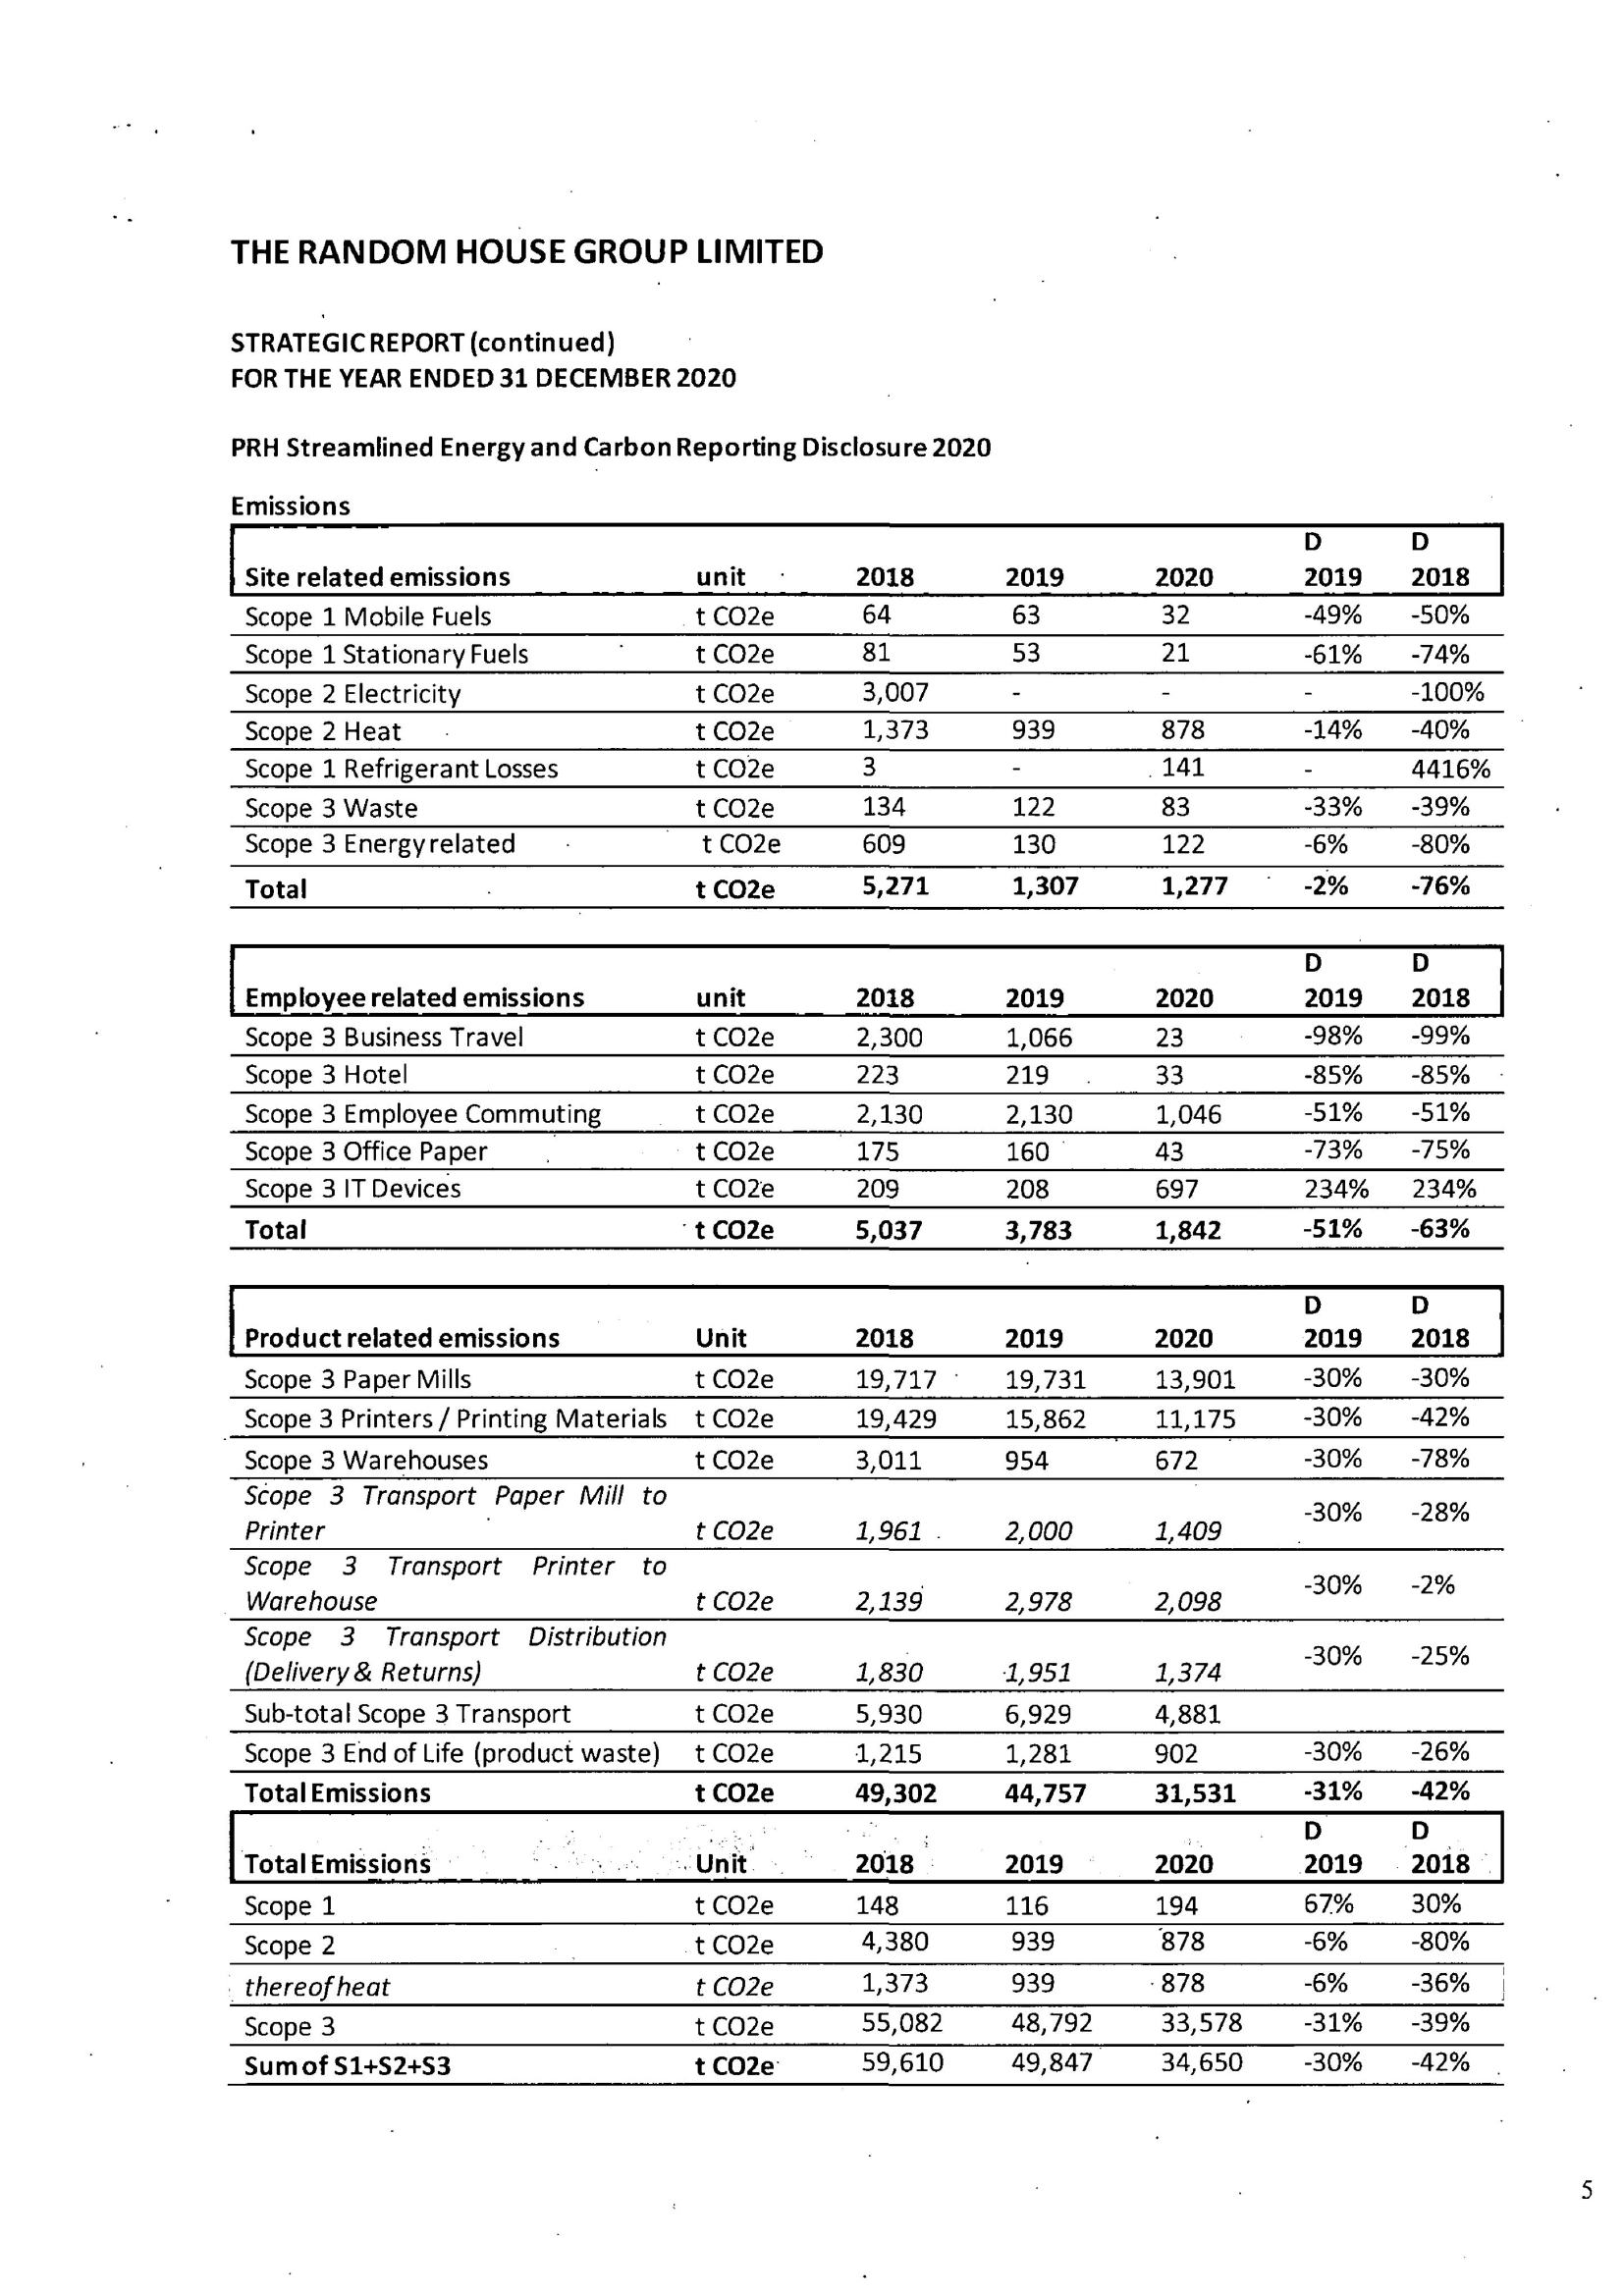 THE RANDOM HOUSE GROUP LIMITED
STRATEGIC REPORT (continued)
FOR THE YEAR ENDED 31 DECEMBER 2020
PRH Streamlined Energy and Carbon Reporting Disclosure 2020
Emissions
D D
Site related emissions unit 2018 2019 2020 2019 2018
Scope 1 Mobile Fuels t CO2e 64 63 32 -49% -50%
Scope 1 Stationary Fuels t CO2e 81 53 21 -61% -74%
Scope 2 Electricity t CO2e 3,007 - - - -100%
Scope 2 Heat t CO2e 1,373 939 878 -14% -40%
Scope 1 Refrigerant Losses t CO2e 3 - 141 - 4416%
Scope 3 Waste t CO2e 134 122 83 -33% -39%
Scope 3 Energy related t CO2e 609 130 122 -6% -80%
Total t CO2e 5,271 1,307 1,277 -2% -76%
D D
Employee related emissions unit 2018 2019 2020 2019 2018
Scope 3 Business Travel t CO2e 2,300 1,066 23 -98% -99%
Scope 3 Hotel t CO2e 223 219 33 -85% -85%
Scope 3 Employee Commuting t CO2e 2,130 2,130 1,046 -51% -51%
Scope 3 Office Paper t CO2e 175 160 43 -73% -75%
Scope 3 IT Devices t CO2e 209 208 697 234% 234%
Total t CO2e 5,037 3,783 1,842 -51% -63%
D D
Product related emissions Unit 2018 2019 2020 2019 2018
Scope 3 Paper Mills t CO2e 19,717 19,731 13,901 -30% -30%
Scope 3 Printers / Printing Materials t CO2e 19,429 15,862 11,175 -30% -42%
Scope 3 Warehouses t CO2e 3,011 954 672 -30% -78%
Scope 3 Transport Paper Mill to
Printer t CO2e 1,961 2,000 1,409 -30% -28%
Scope 3 Transport Printer to
Warehouse t CO2e 2,139 2,978 2,098 -30% -2%
Scope 3 Transport Distribution
(Delivery & Returns) t CO2e 1,830 1,951 1,374 -30% -25%
Sub-total Scope 3 Transport t CO2e 5,930 6,929 4,881
Scope 3 End of Life (product waste) t CO2e 1,215 1,281 902 -30% -26%
Total Emissions t CO2e 49,302 44,757 31,531 -31% -42%
D D
Total Emissions Unit 2018 2019 2020 2019 2018
Scope 1 t CO2e 148 116 194 67% 30%
Scope 2 t CO2e 4,380 939 878 -6% -80%
thereof heat t CO2e 1,373 939 878 -6% -36%
Scope 3 t CO2e 55,082 48,792 33,578 -31% -39%
Sum of S1+S2+S3 t CO2e 59,610 49,847 34,650 -30% -42%
5